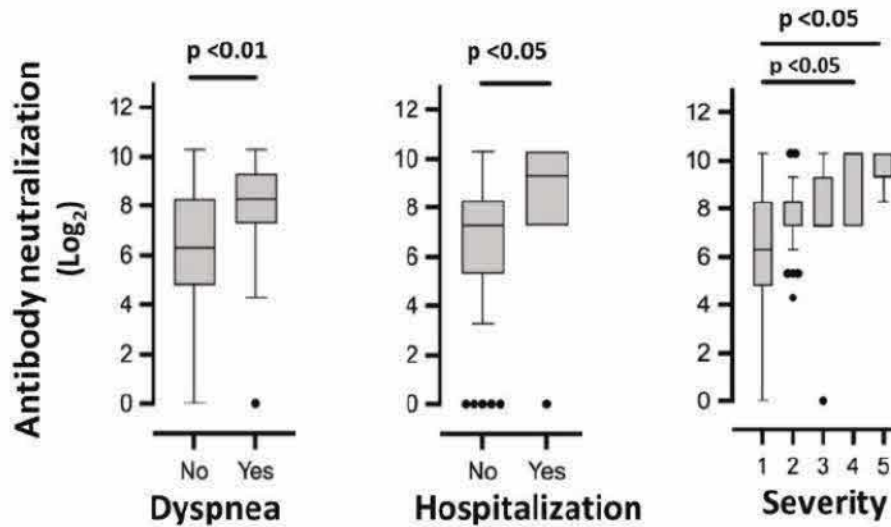 p <0.05
p <0.01
p <0.05
p <0.05
Antibody neutralization
(Log₂)
12
10
8
6
4
2
0
No Yes
Dyspnea
12
10
8
6
4
2
0
No Yes
Hospitalization
12
10
8
6
4
2
0
1 2 3 4 5
Severity